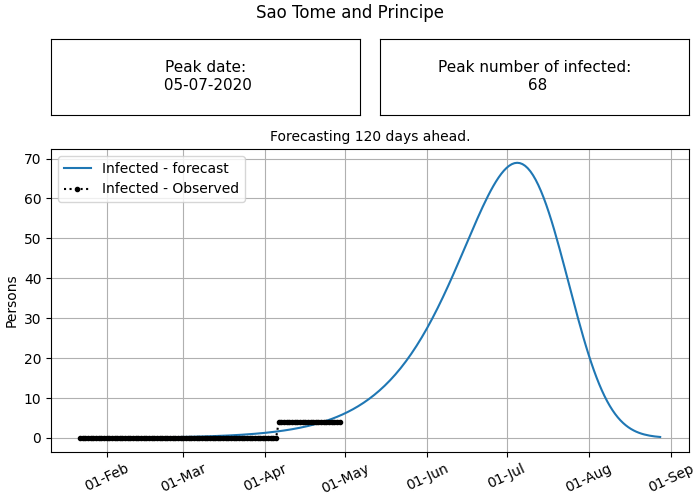 Sao Tome and Principe
Peak date:
05-07-2020
Peak number of infected:
68
Forecasting 120 days ahead.
Infected - forecast
Infected - Observed
Persons
70
60
50
40
30
20
10
0
01-Feb
01-Mar
01-Apr
01-May
01-Jun
01-Jul
01-Aug
01-Sep